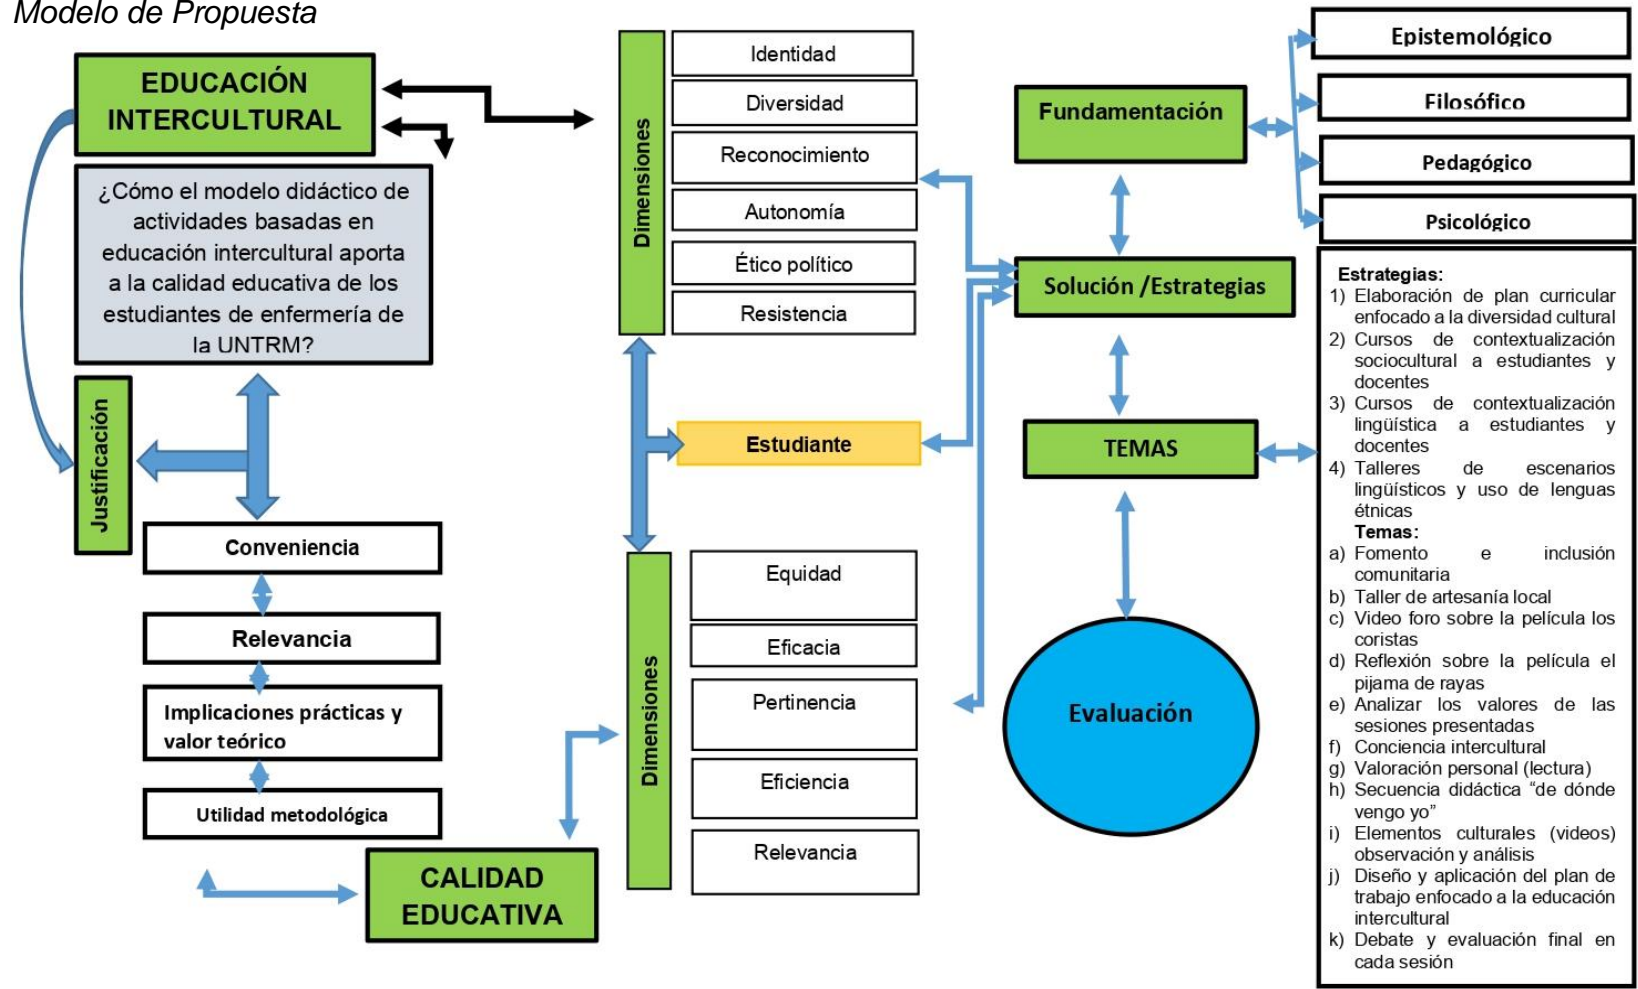 Modelo de Propuesta
EDUCACIÓN
INTERCULTURAL
¿Cómo el modelo didáctico de
actividades basadas en
educación intercultural aporta
a la calidad educativa de los
estudiantes de enfermería de
la UNTRM?
Justificación
Conveniencia
Relevancia
Implicaciones prácticas y
valor teórico
Utilidad metodológica
CALIDAD
EDUCATIVA
Dimensiones
Identidad
Diversidad
Reconocimiento
Autonomía
Ético político
Resistencia
Estudiante
Dimensiones
Equidad
Eficacia
Pertinencia
Eficiencia
Relevancia
Fundamentación
Solución /Estrategias
TEMAS
Evaluación
Epistemológico
Filosófico
Pedagógico
Psicológico
Estrategias:
1) Elaboración de plan curricular
enfocado a la diversidad cultural
2) Cursos de contextualización
sociocultural a estudiantes y
docentes
3) Cursos de contextualización
lingüística a estudiantes y
docentes
4) Talleres de escenarios
lingüísticos y uso de lenguas
étnicas
Temas:
a) Fomento e inclusión
comunitaria
b) Taller de artesanía local
c) Video foro sobre la película los
coristas
d) Reflexión sobre la película el
pijama de rayas
e) Analizar los valores de las
sesiones presentadas
f) Conciencia intercultural
g) Valoración personal (lectura)
h) Secuencia didáctica “de dónde
vengo yo”
i) Elementos culturales (videos)
observación y análisis
j) Diseño y aplicación del plan de
trabajo enfocado a la educación
intercultural
k) Debate y evaluación final en
cada sesión